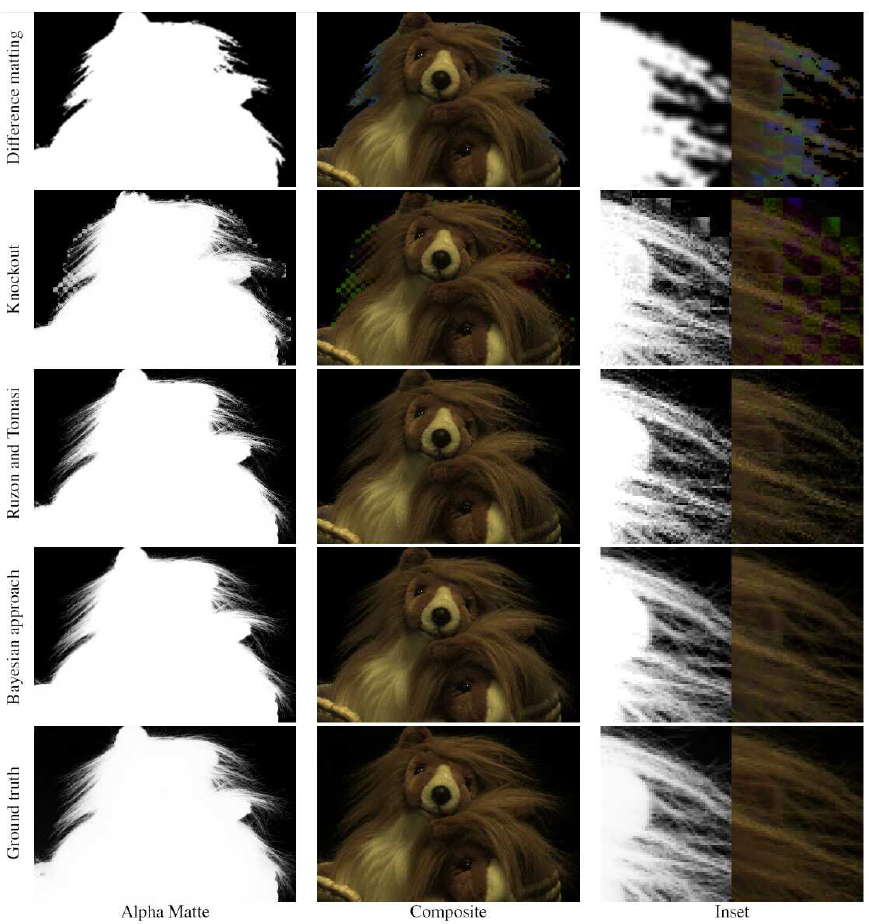 Difference matting
Knockout
Ruzon and Tomasi
Bayesian approach
Ground truth
Alpha Matte
Composite
Inset